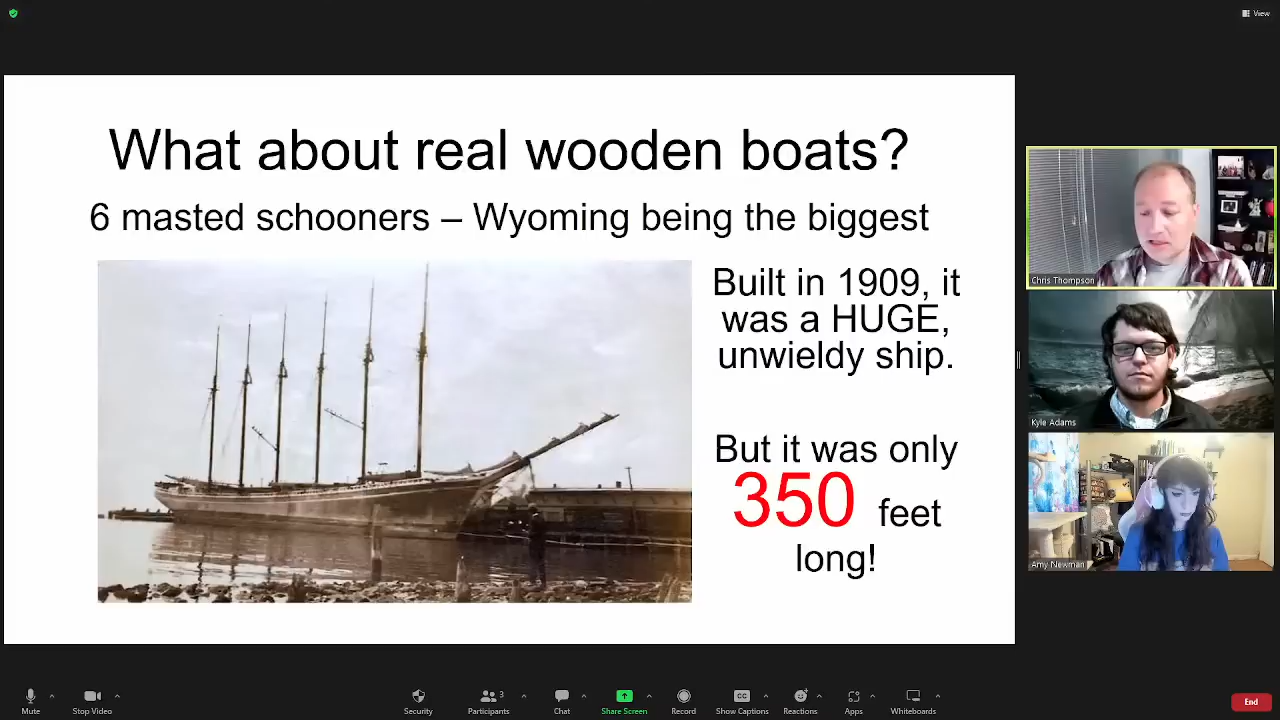 View
What about real wooden boats?
6 masted schooners – Wyoming being the biggest
Built in 1909, it
was a HUGE,
unwieldy ship.
But it was only
350 feet
long!
Chris Thompson
Kyle Adams
Amy Newman
Mute
Stop Video
Security
Participants
3
Chat
Share Screen
Record
CC
Show Captions
Reactions
Apps
Whiteboards
End